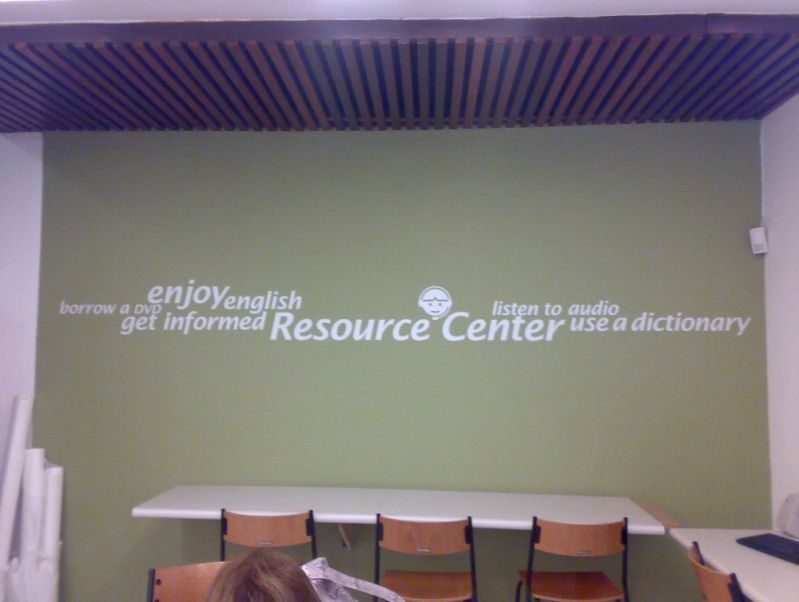 enjoy english
borrow a DVD
get informed
Resource Center
listen to audio
use a dictionary